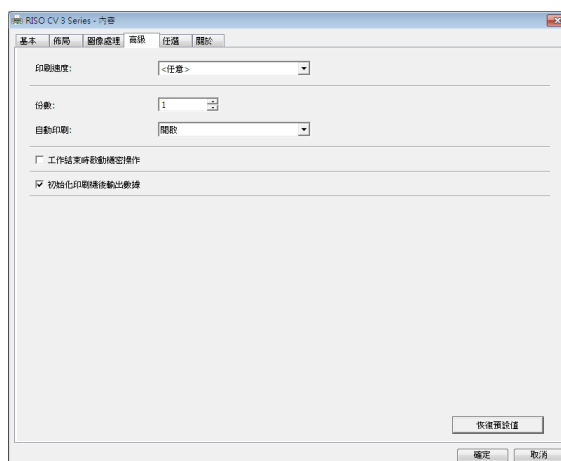 RISO CV 3 Series - 內容
基本 佈局 圖像處理 高級 任選 關於
印刷速度: <任意>
份數: 1
自動印刷: 開啟
工作結束時啟動機密操作
初始化印刷機後輸出數據
恢復預設值
確定 取消